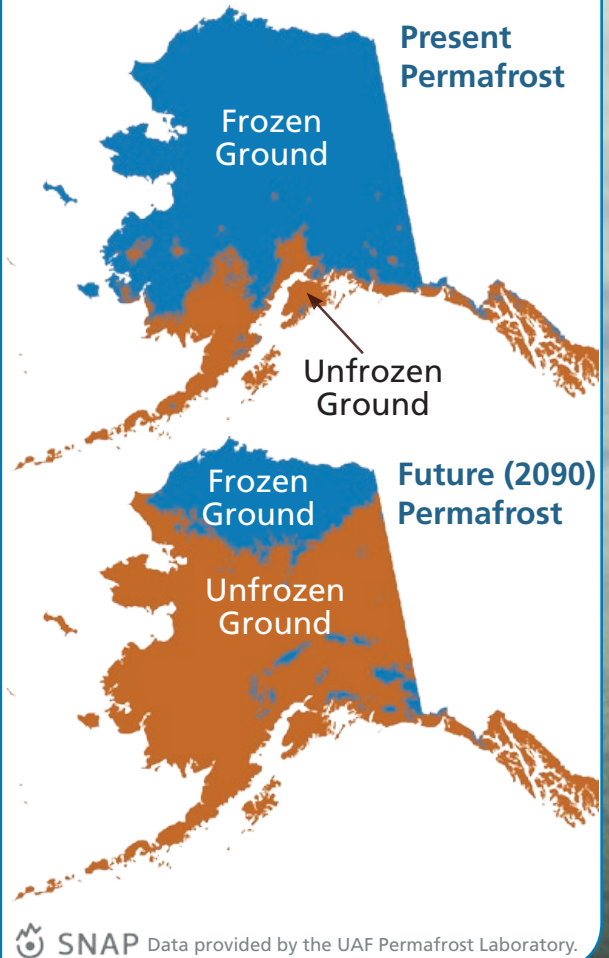 Present
Permafrost
Frozen
Ground
Unfrozen
Ground
Future (2090)
Permafrost
Frozen
Ground
Unfrozen
Ground
SNAP Data provided by the UAF Permafrost Laboratory.